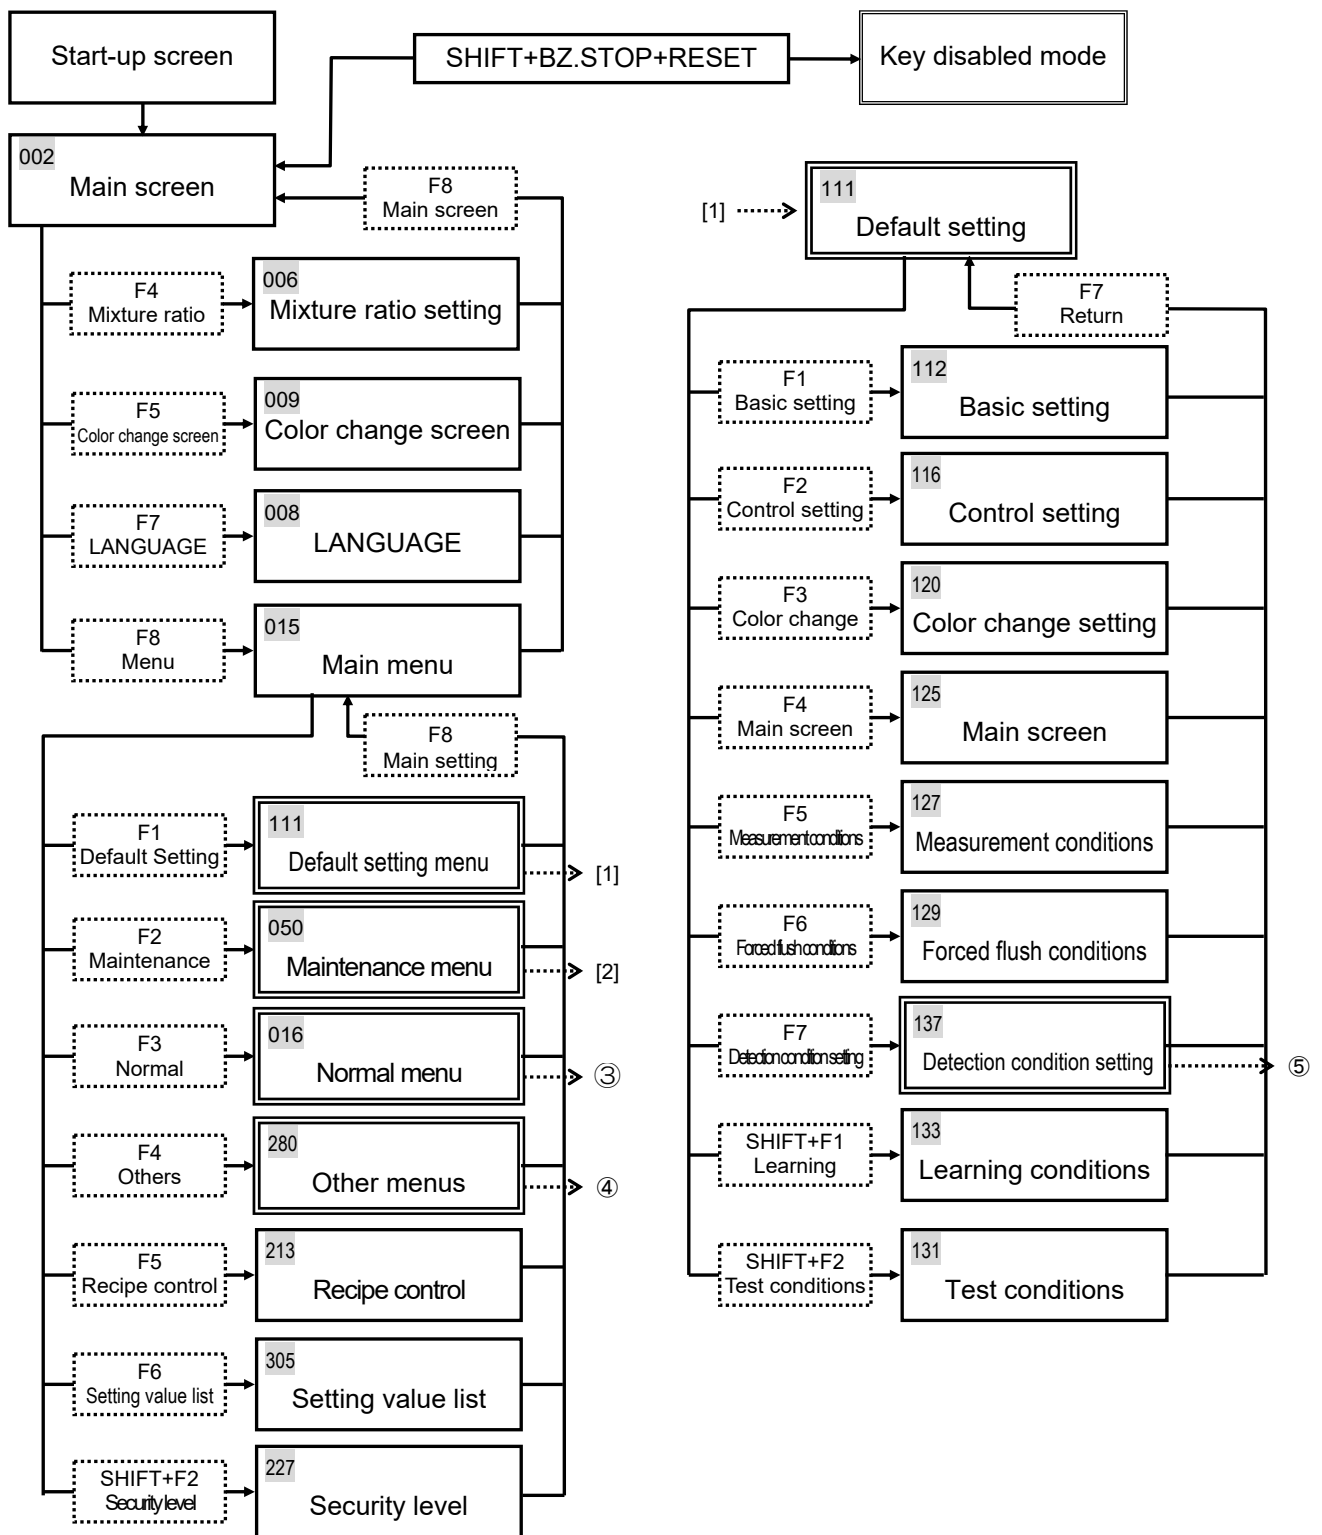 Start-up screen
SHIFT+BZ.STOP+RESET
Key disabled mode
002
Main screen
F8
Main screen
F4
Mixture ratio
006
Mixture ratio setting
F5
Color change screen
009
Color change screen
F7
LANGUAGE
008
LANGUAGE
F8
Menu
015
Main menu
F8
Main setting
F1
Default Setting
111
Default setting menu
[1]
F2
Maintenance
050
Maintenance menu
[2]
F3
Normal
016
Normal menu
③
F4
Others
280
Other menus
④
F5
Recipe control
213
Recipe control
F6
Setting value list
305
Setting value list
SHIFT+F2
Security level
227
Security level
[1]
111
Default setting
F7
Return
F1
Basic setting
112
Basic setting
F2
Control setting
116
Control setting
F3
Color change
120
Color change setting
F4
Main screen
125
Main screen
F5
Measurement conditions
127
Measurement conditions
F6
Forced flush conditions
129
Forced flush conditions
F7
Detection condition setting
137
Detection condition setting
⑤
SHIFT+F1
Learning
133
Learning conditions
SHIFT+F2
Test conditions
131
Test conditions